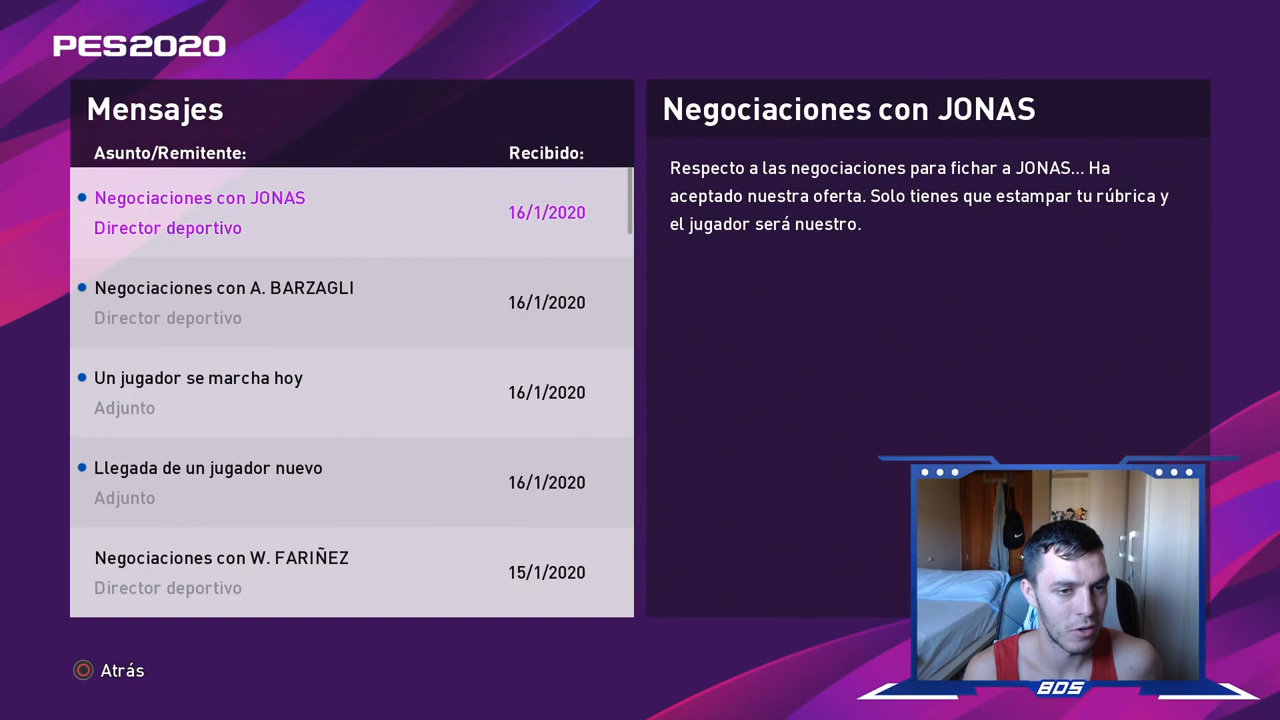 PES2020
Mensajes
Asunto/Remitente:
Recibido:
Negociaciones con JONAS
Director deportivo
16/1/2020
Negociaciones con A. BARZAGLI
Director deportivo
16/1/2020
Un jugador se marcha hoy
Adjunto
16/1/2020
Llegada de un jugador nuevo
Adjunto
16/1/2020
Negociaciones con W. FARIÑEZ
Director deportivo
15/1/2020
Negociaciones con JONAS
Respecto a las negociaciones para fichar a JONAS... Ha
aceptado nuestra oferta. Solo tienes que estampar tu rúbrica y
el jugador será nuestro.
Atrás
BDS